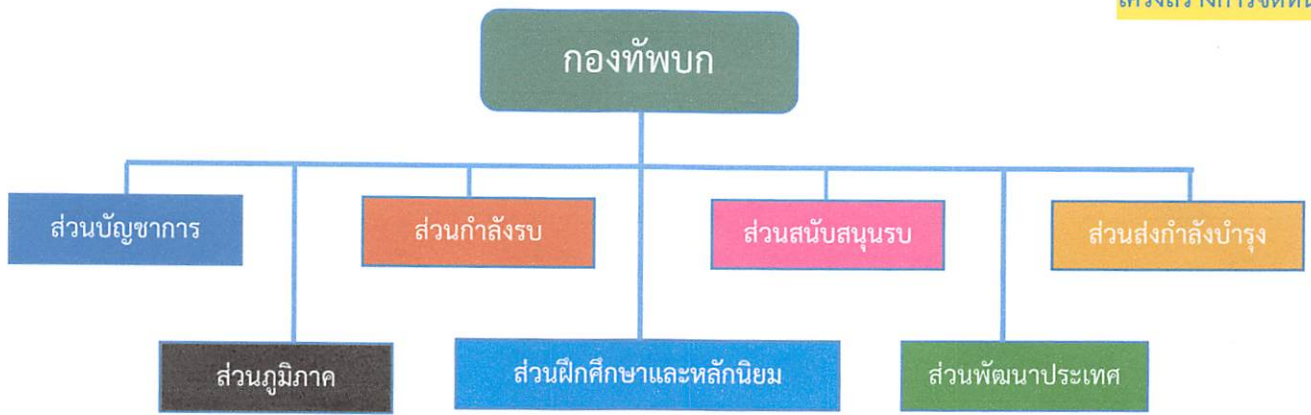 กองทัพบก
ส่วนบัญชาการ
ส่วนกำลังรบ
ส่วนสนับสนุนรบ
ส่วนส่งกำลังบำรุง
ส่วนภูมิภาค
ส่วนฝึกศึกษาและหลักนิยม
ส่วนพัฒนาประเทศ